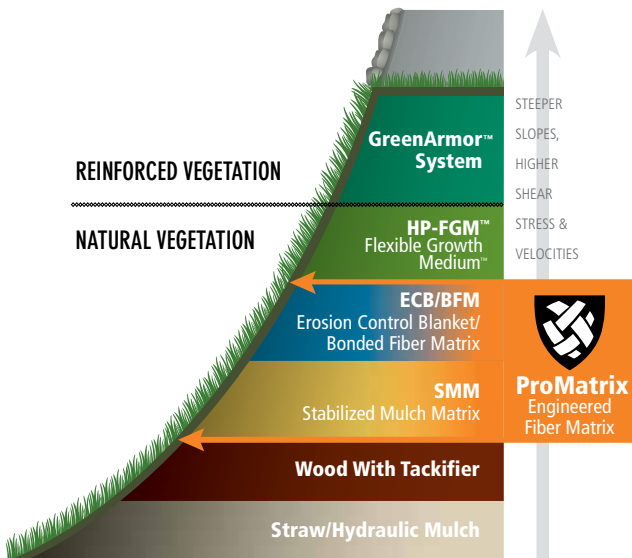 GreenArmor™
System
STEEPER
SLOPES,
HIGHER
SHEAR
STRESS &
VELOCITIES
REINFORCED VEGETATION
NATURAL VEGETATION
HP-FGM™
Flexible Growth
Medium™
ECB/BFM
Erosion Control Blanket/
Bonded Fiber Matrix
ProMatrix
Engineered
Fiber Matrix
SMM
Stabilized Mulch Matrix
Wood With Tackifier
Straw/Hydraulic Mulch